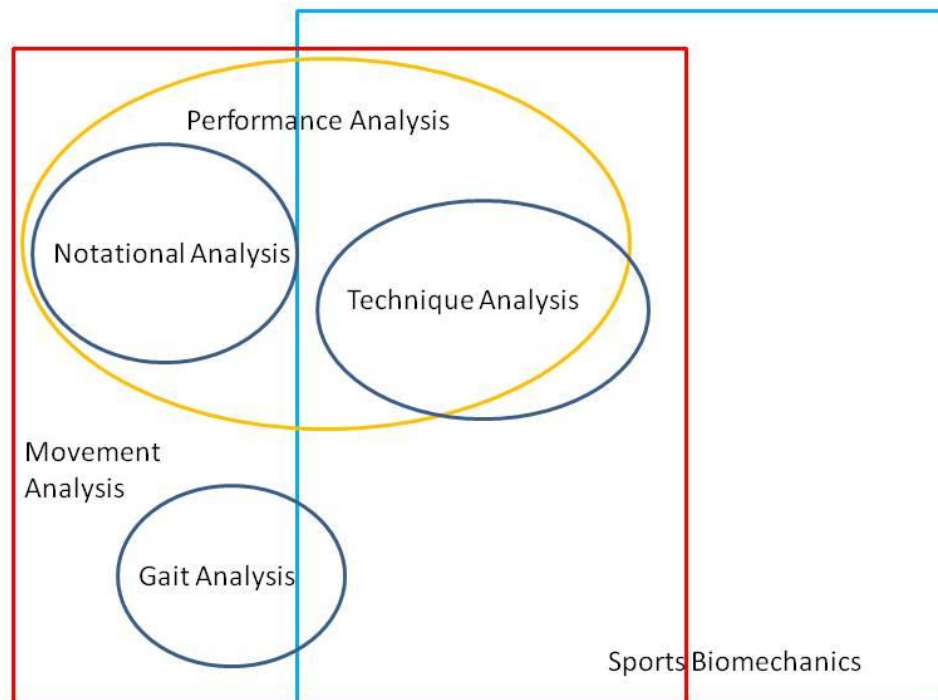 Performance Analysis
Notational Analysis
Technique Analysis
Movement
Analysis
Gait Analysis
Sports Biomechanics